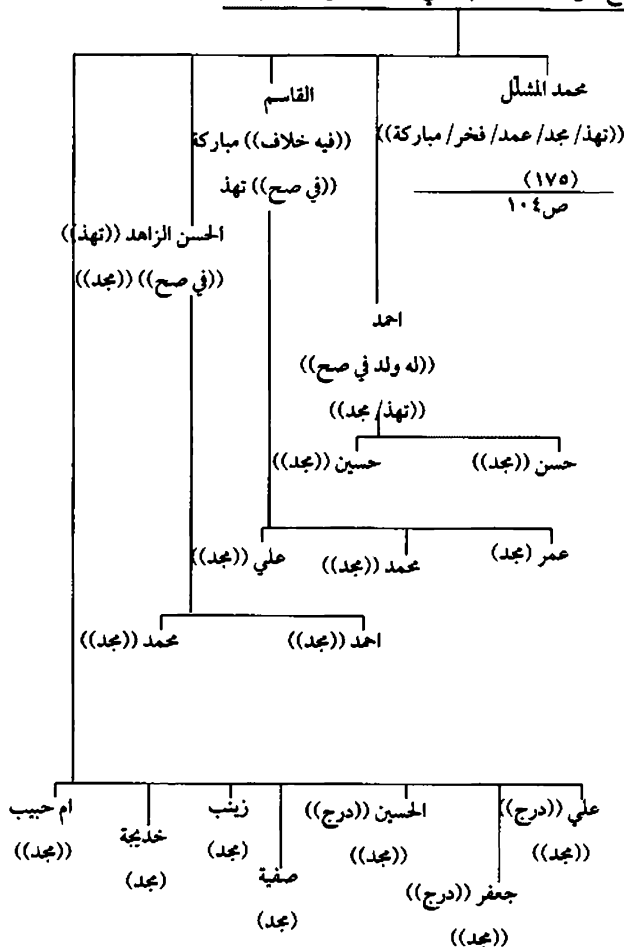 محمد المشلّل
((تهذ/ مجد/ عمد/ فخر/ مباركة))
(١٧٥)
ص١٠٤
القاسم
((فيه خلاف)) مباركة
((في صح)) تهذ
الحسن الزاهد ((تهذ))
((في صح)) ((مجد))
احمد
((له ولد في صح))
((تهذ/ مجد))
حسن ((مجد))
حسين ((مجد))
عمر (مجد)
محمد ((مجد))
علي ((مجد))
احمد ((مجد))
محمد ((مجد))
علي ((درج))
((مجد))
جعفر ((درج))
((مجد))
الحسين ((درج))
((مجد))
صفية
(مجد)
زينب
(مجد)
خديجة
(مجد)
ام حبيب
((مجد))